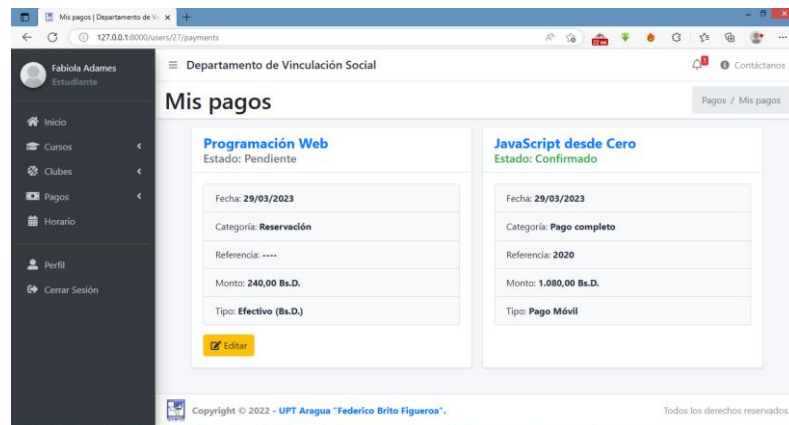 Mis pagos | Departamento de Vi
127.0.0.1:8000/users/27/payments
22 ml
Fabiola Adames
Estudiante
Departamento de Vinculación Social
1
Contáctanos
Mis pagos
Pagos / Mis pagos
Inicio
Cursos
Clubes
Pagos
Horario
Perfil
Cerrar Sesión
Programación Web
Estado: Pendiente
Fecha: 29/03/2023
Categoría: Reservación
Referencia: ----
Monto: 240,00 Bs.D.
Tipo: Efectivo (Bs.D.)
Editar
JavaScript desde Cero
Estado: Confirmado
Fecha: 29/03/2023
Categoría: Pago completo
Referencia: 2020
Monto: 1.080,00 Bs.D.
Tipo: Pago Móvil
Copyright © 2022 - UPT Aragua "Federico Brito Figueroa".
Todos los derechos reservados.